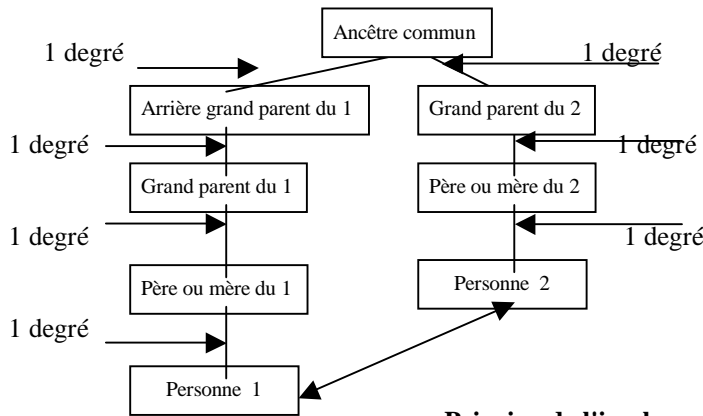 Ancêtre commun
1 degré
1 degré
Arrière grand parent du 1
Grand parent du 2
1 degré
1 degré
Grand parent du 1
Père ou mère du 2
1 degré
1 degré
Père ou mère du 1
Personne 2
1 degré
Personne 1